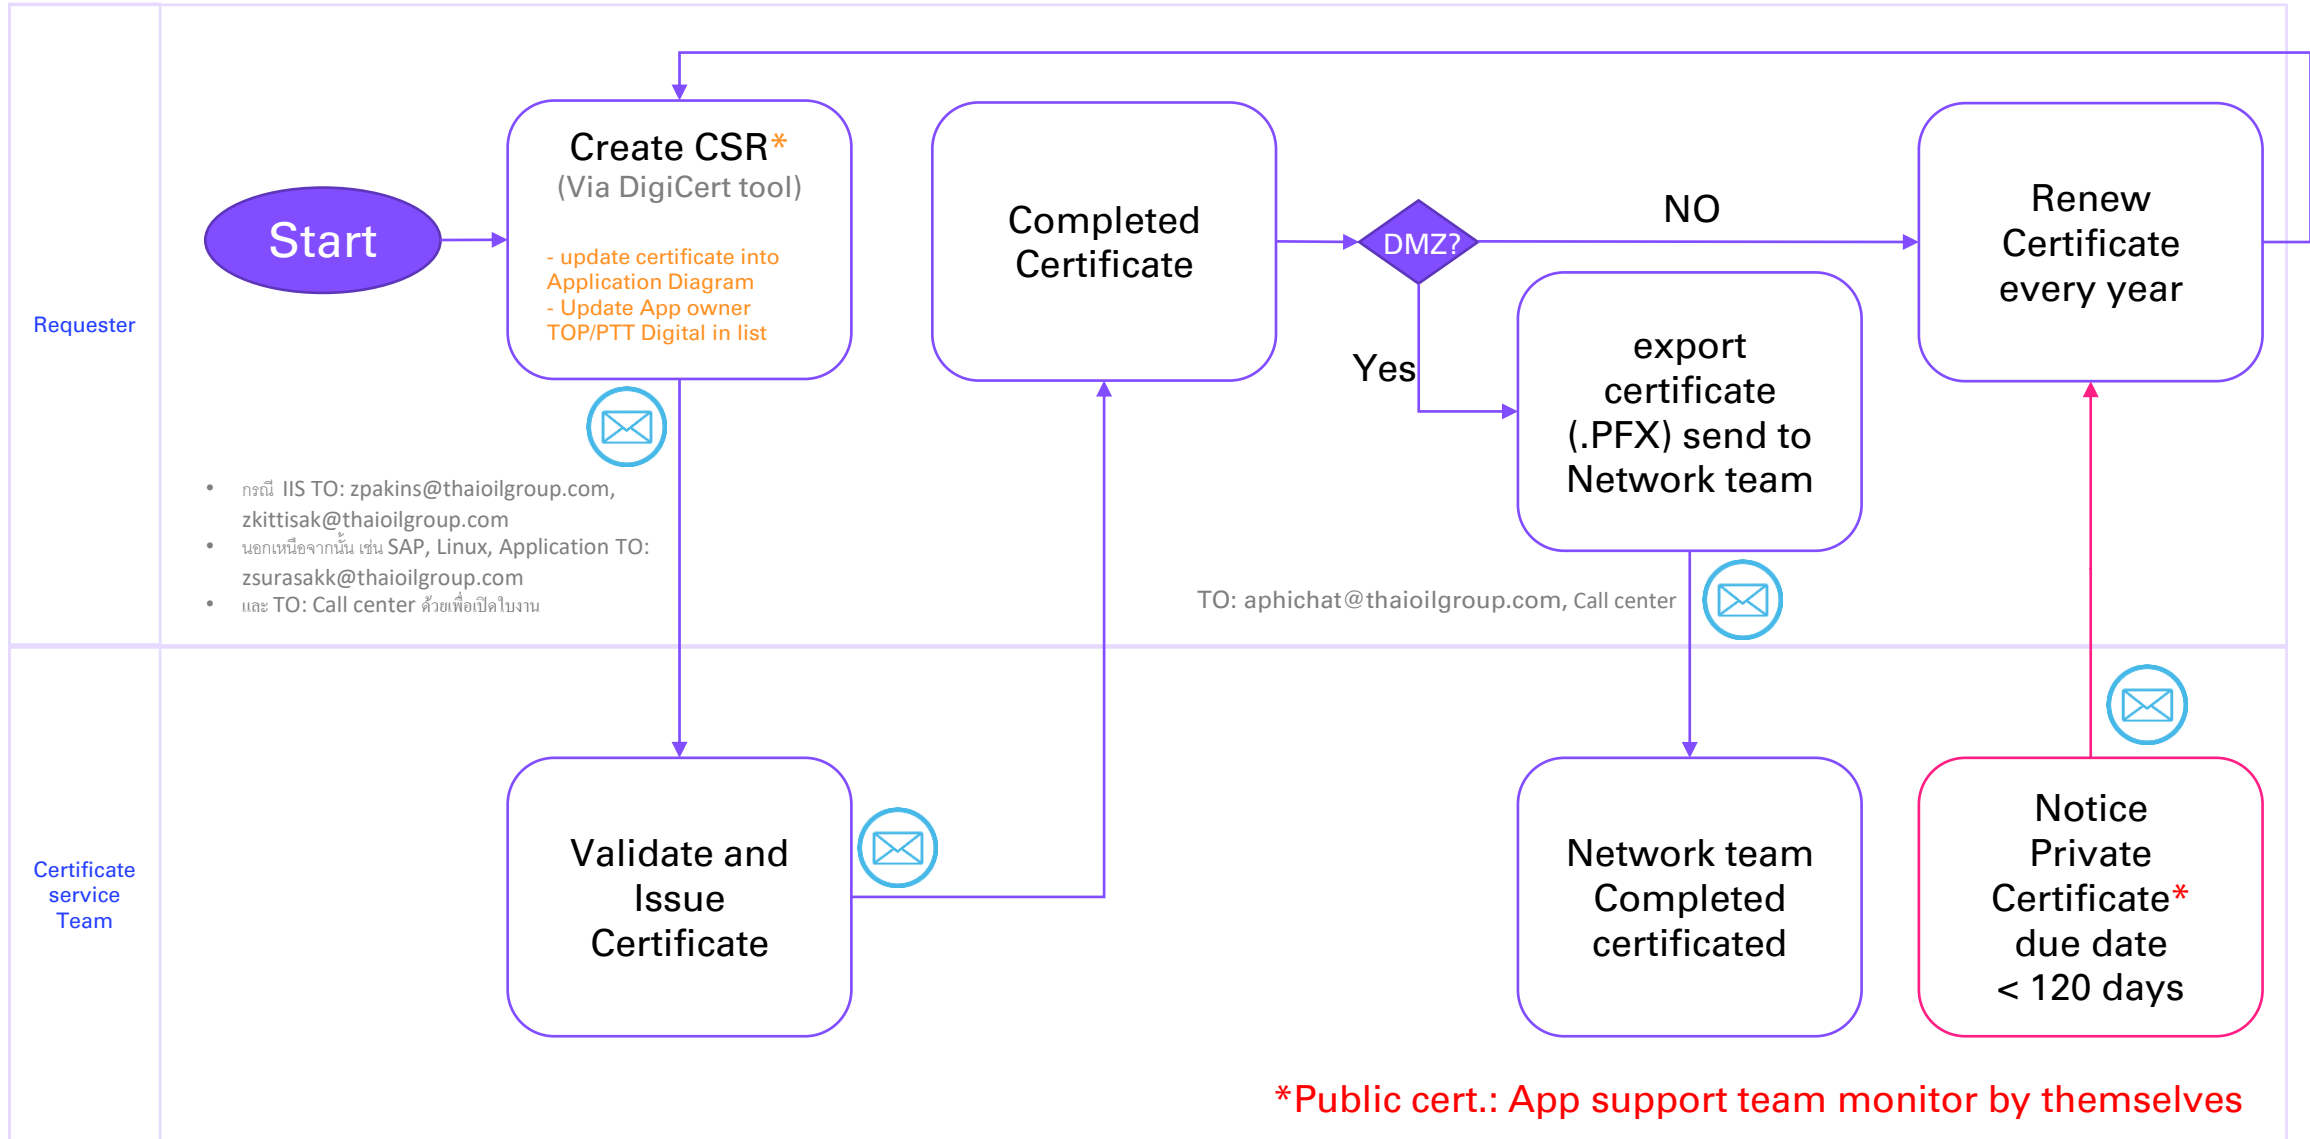 Requester
Start
Create CSR*
(Via DigiCert tool)
- update certificate into
Application Diagram
- Update App owner
TOP/PTT Digital in list
• กรณี IIS TO: zpakins@thaioilgroup.com,
zkittisak@thaioilgroup.com
• นอกเหนือจากนั้น เช่น SAP, Linux, Application TO:
zsurasakk@thaioilgroup.com
• และ TO: Call center ด้วยเพื่อเปิดใบงาน
Completed
Certificate
DMZ?
NO
Yes
export
certificate
(.PFX) send to
Network team
TO: aphichat@thaioilgroup.com, Call center
Renew
Certificate
every year
Certificate
service
Team
Validate and
Issue
Certificate
Network team
Completed
certificated
Notice
Private
Certificate*
due date
< 120 days
*Public cert.: App support team monitor by themselves